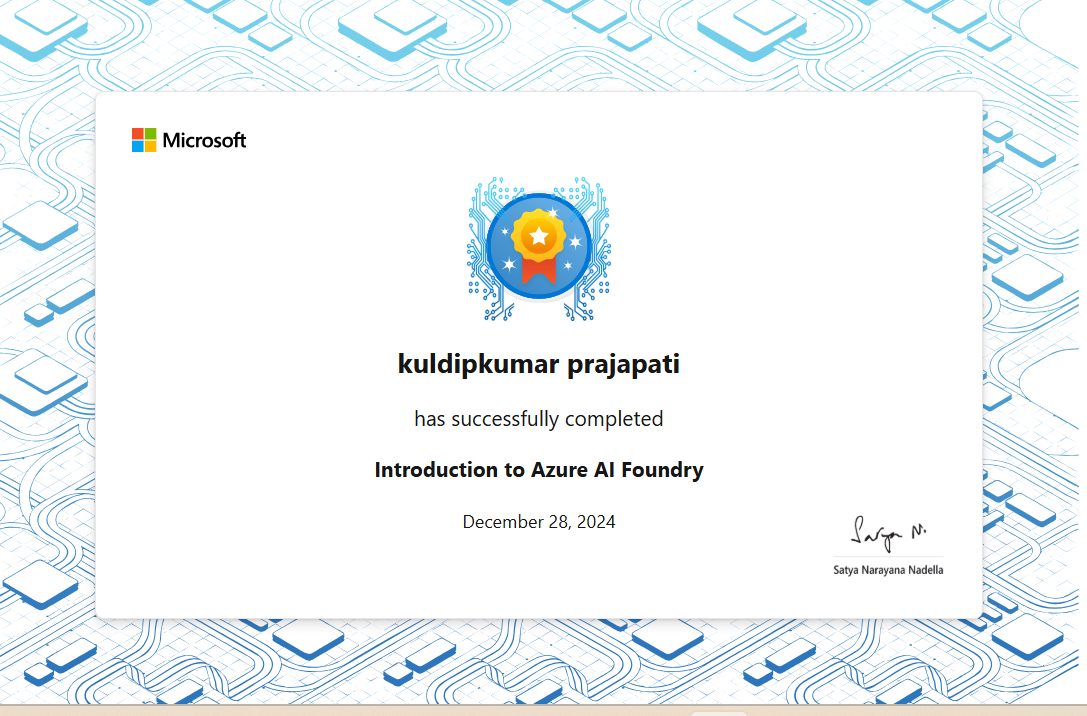 Microsoft
kuldipkumar prajapati
has successfully completed
Introduction to Azure AI Foundry
December 28, 2024
Satya N.
Satya Narayana Nadella